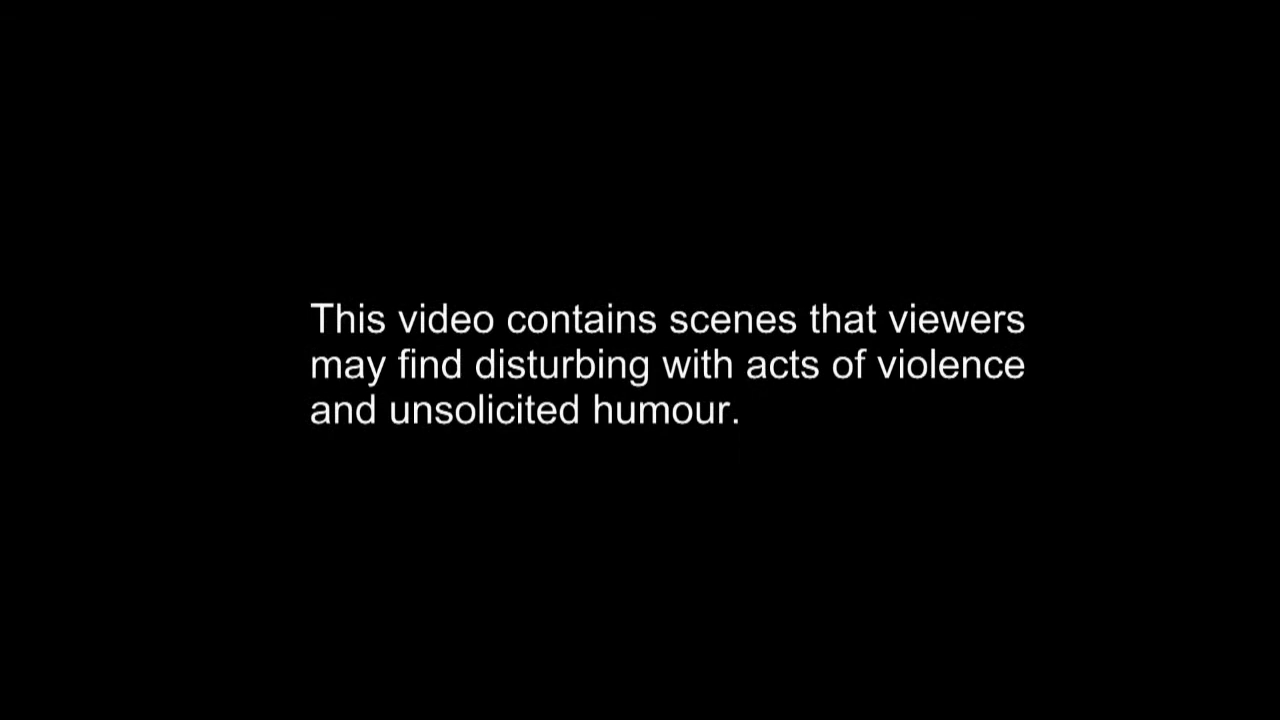 This video contains scenes that viewers
may find disturbing with acts of violence
and unsolicited humour.